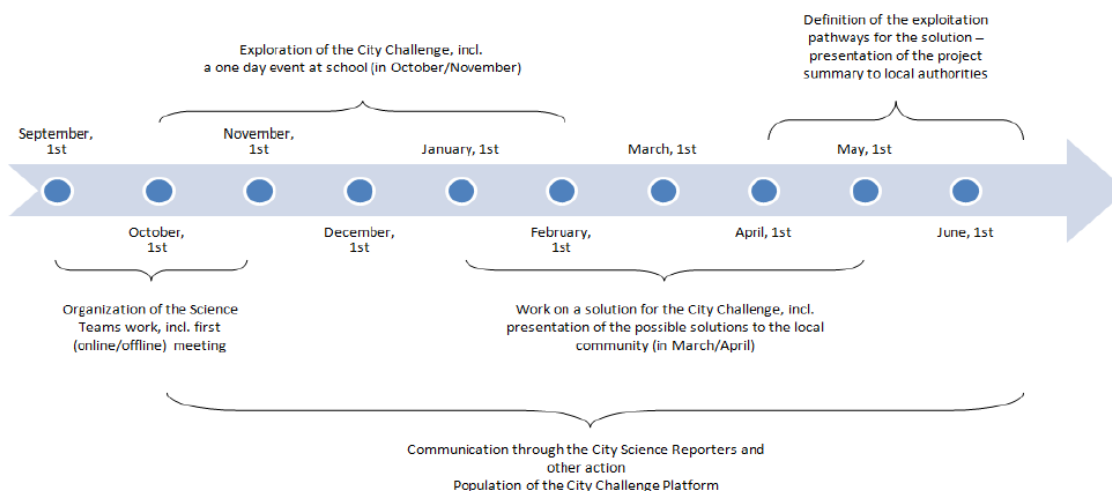 Definition of the exploitation
pathways for the solution –
presentation of the project
summary to local authorities
Exploration of the City Challenge, incl.
a one day event at school (in October/November)
September,
1st
November,
1st
January, 1st
March, 1st
May, 1st
October,
1st
December,
1st
February,
1st
April, 1st
June, 1st
Organization of the Science
Teams work, incl. first
(online/offline) meeting
Work on a solution for the City Challenge, incl.
presentation of the possible solutions to the local
community (in March/April)
Communication through the City Science Reporters and
other action
Population of the City Challenge Platform